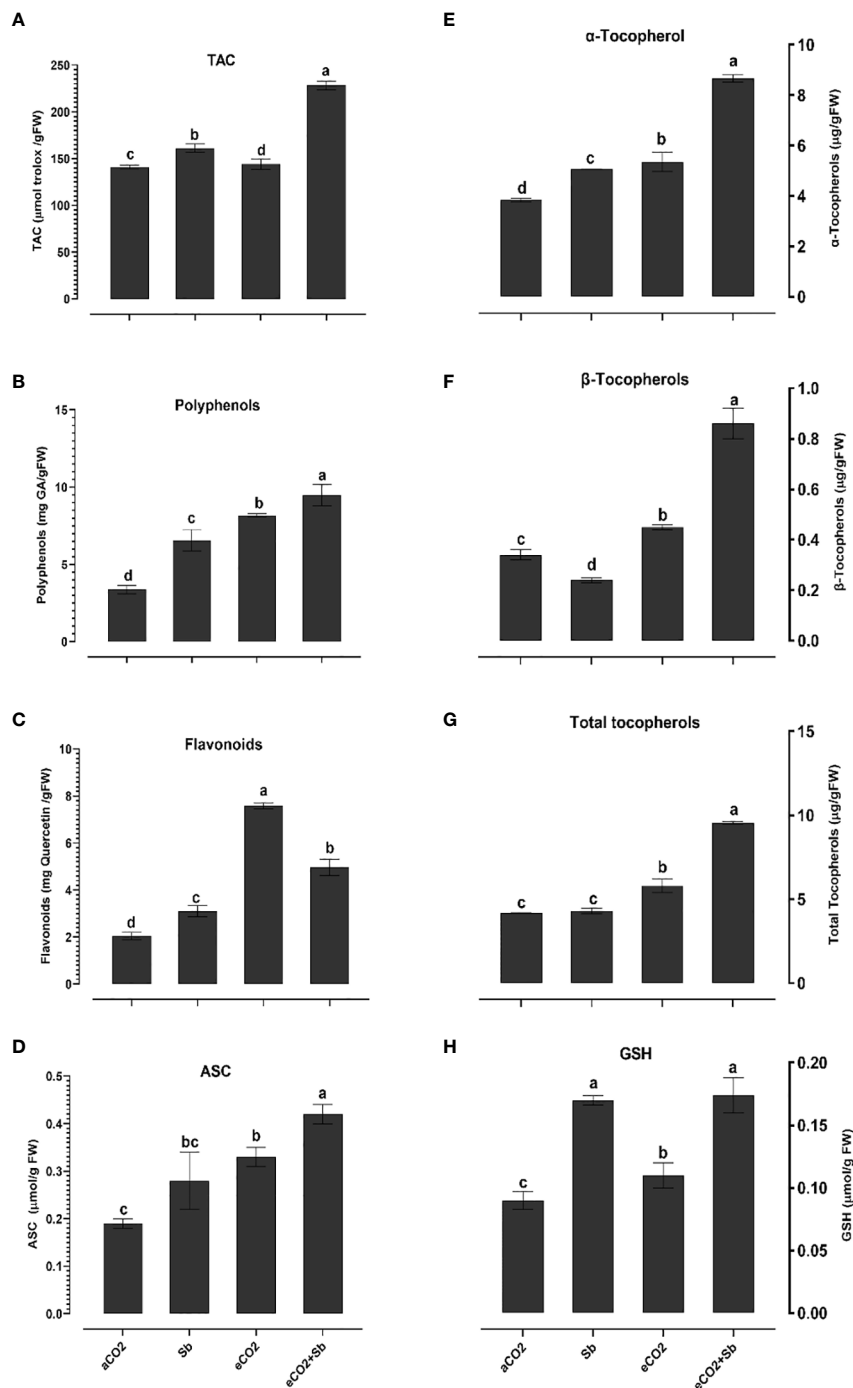 A
TAC
TAC (µmol trolox /gFW)
250
200
150
100
50
0
c
b
d
a
E
α-Tocopherol
α-Tocopherols (µg/gFW)
10
8
6
4
2
0
d
c
b
a
B
Polyphenols
Polyphenols (mg GA/gFW)
15
10
5
0
d
c
b
a
F
β-Tocopherols
β-Tocopherols (µg/gFW)
1.0
0.8
0.6
0.4
0.2
0.0
c
d
b
a
C
Flavonoids
Flavonoids (mg Quercetin /gFW)
10
8
6
4
2
0
d
c
a
b
G
Total tocopherols
Total Tocopherols (µg/gFW)
15
10
5
0
c
c
b
a
D
ASC
ASC (µmol/g FW)
0.5
0.4
0.3
0.2
0.1
0.0
c
bc
b
a
aCO2
Sb
eCO2
eCO2+Sb
H
GSH
GSH (µmol/g FW)
0.20
0.15
0.10
0.05
0.00
c
a
b
a
aCO2
Sb
eCO2
eCO2+Sb